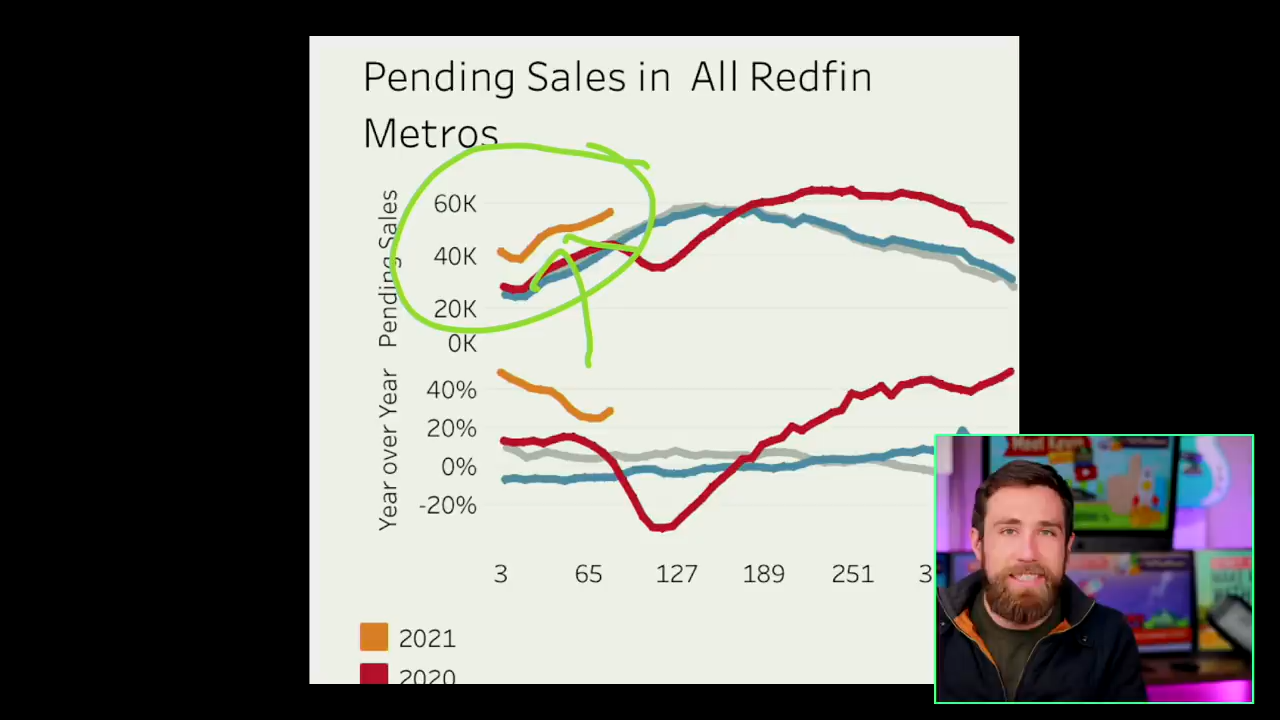 Pending Sales in All Redfin
Metros
Pending Sales
60K
40K
20K
0K
Year over Year
40%
20%
0%
-20%
3
65
127
189
251
3
2021
2020